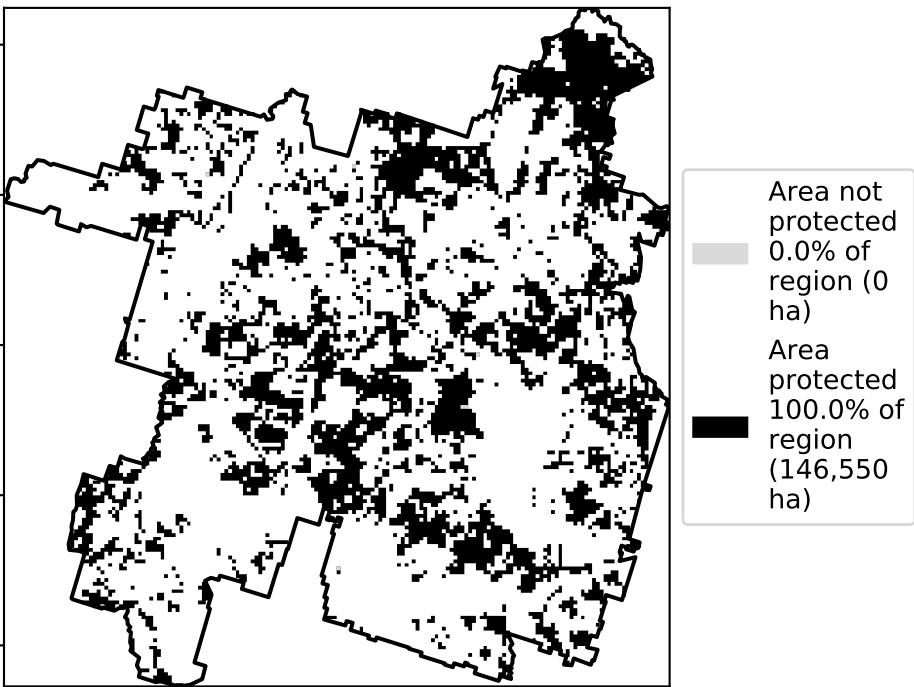 Area not
protected
0.0% of
region (0
ha)
Area
protected
100.0% of
region
(146,550
ha)